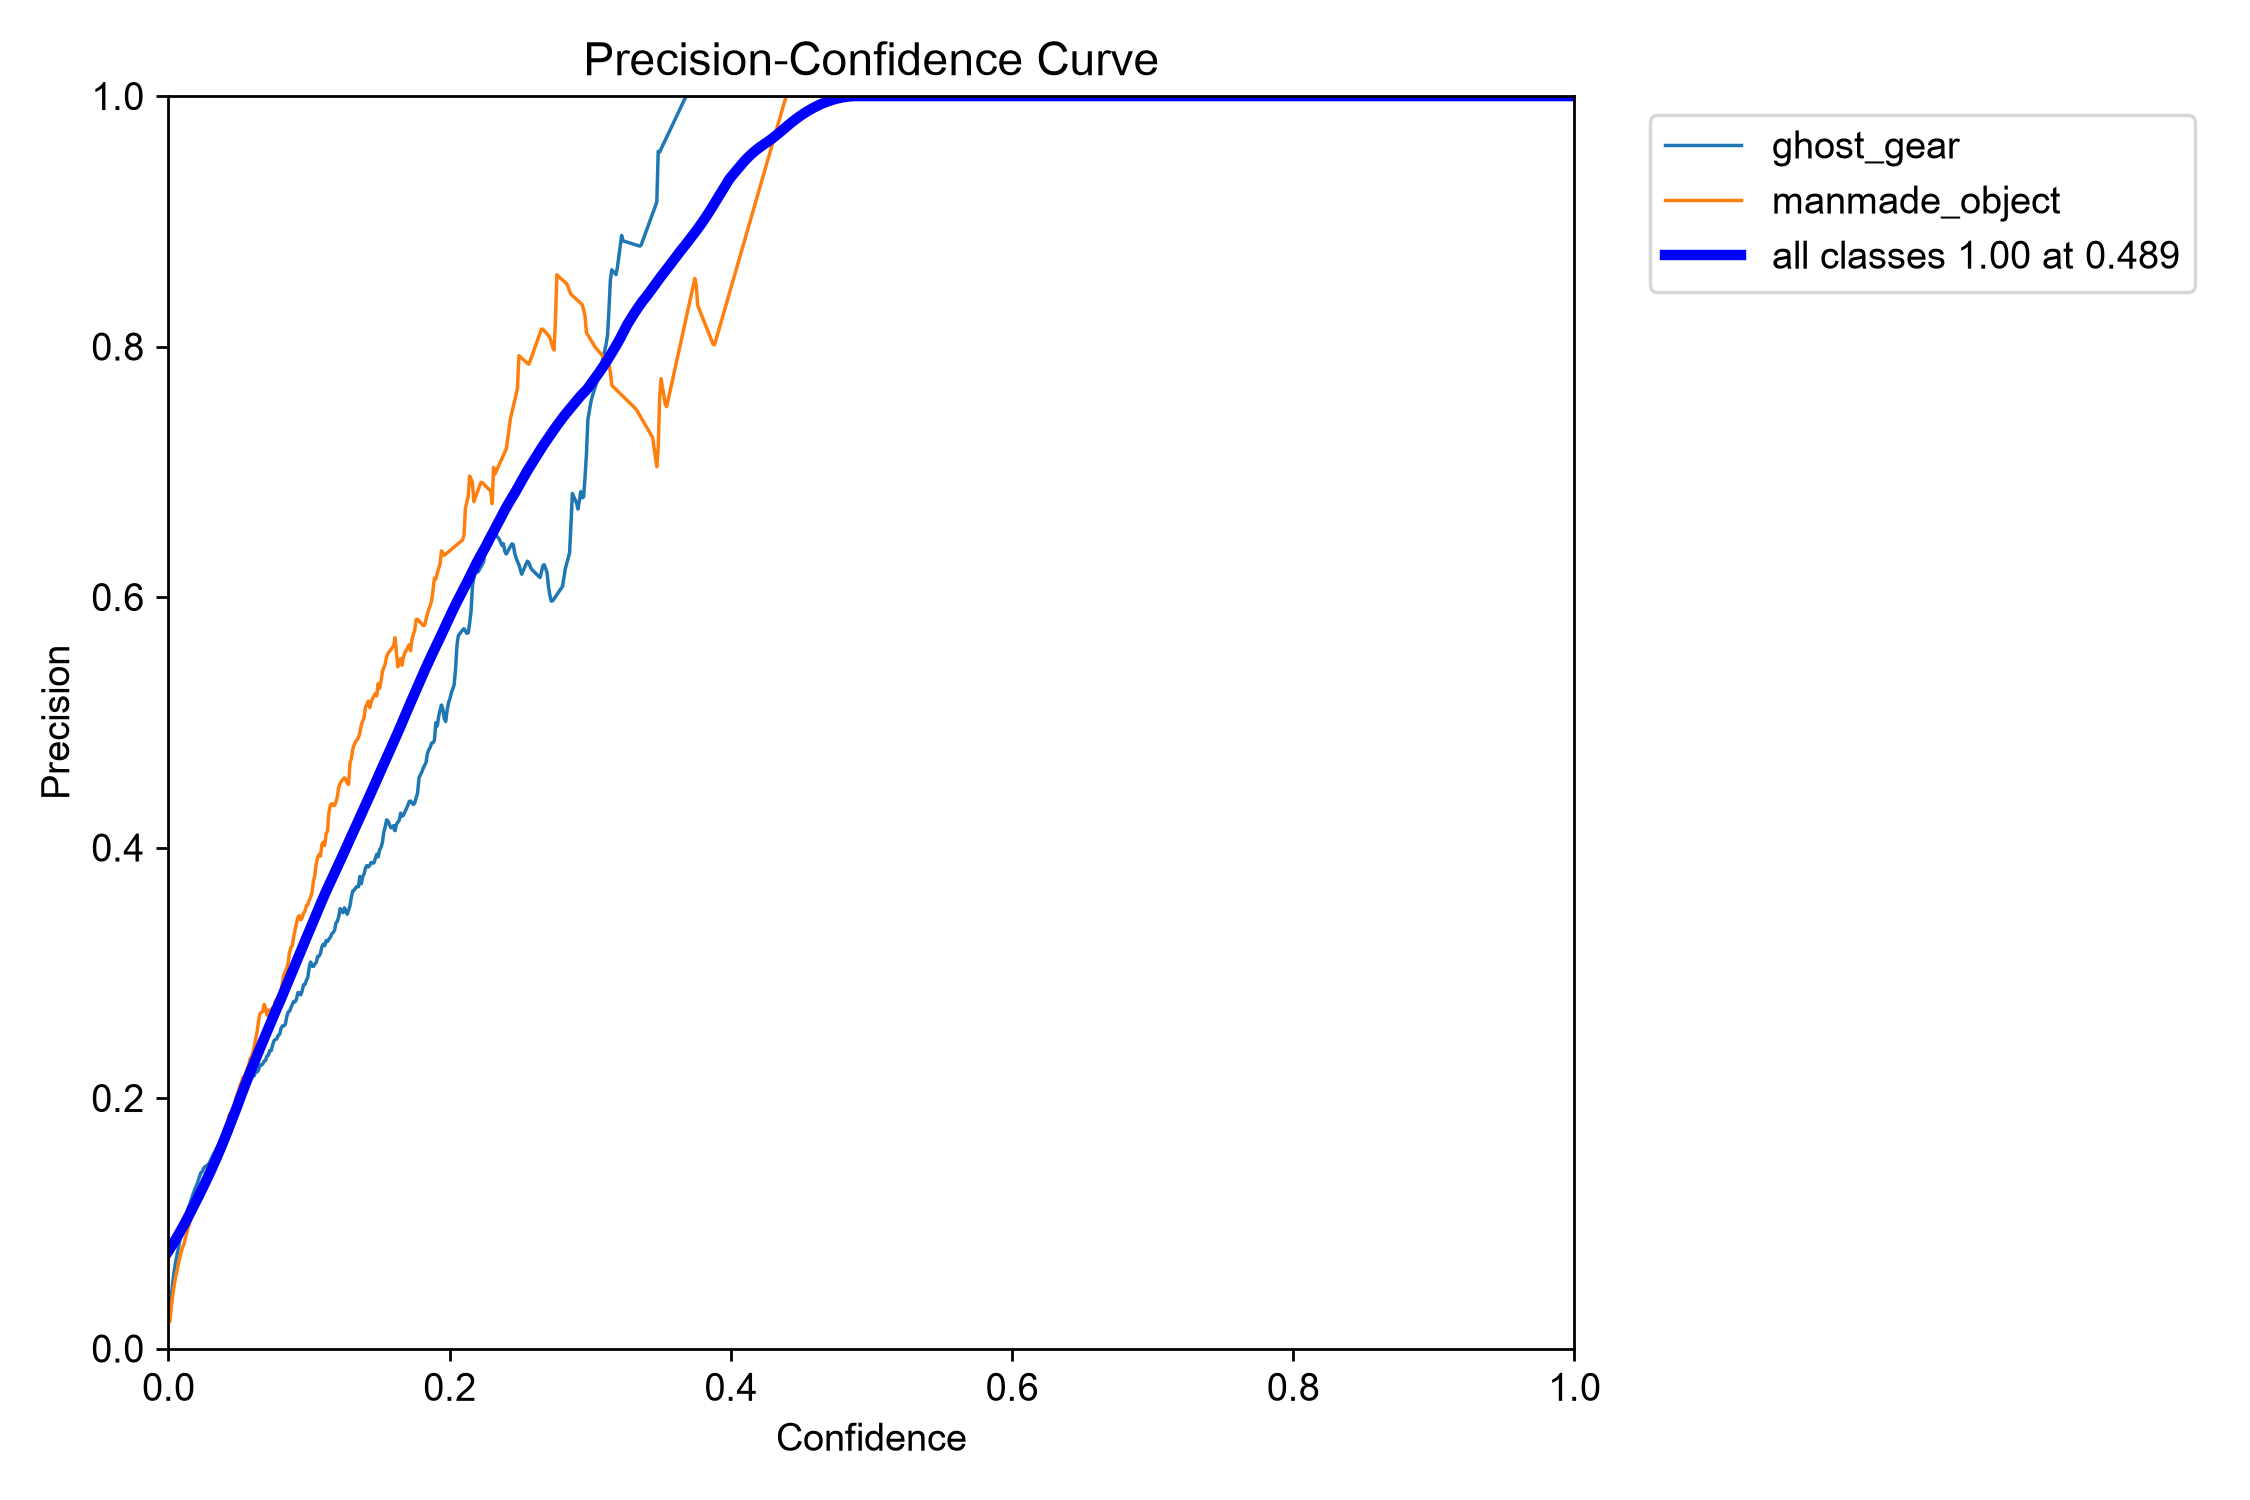 Precision-Confidence Curve
1.0
0.8
0.6
0.4
0.2
0.0
Precision
0.0 0.2 0.4 0.6 0.8 1.0
Confidence
ghost_gear
manmade_object
all classes 1.00 at 0.489